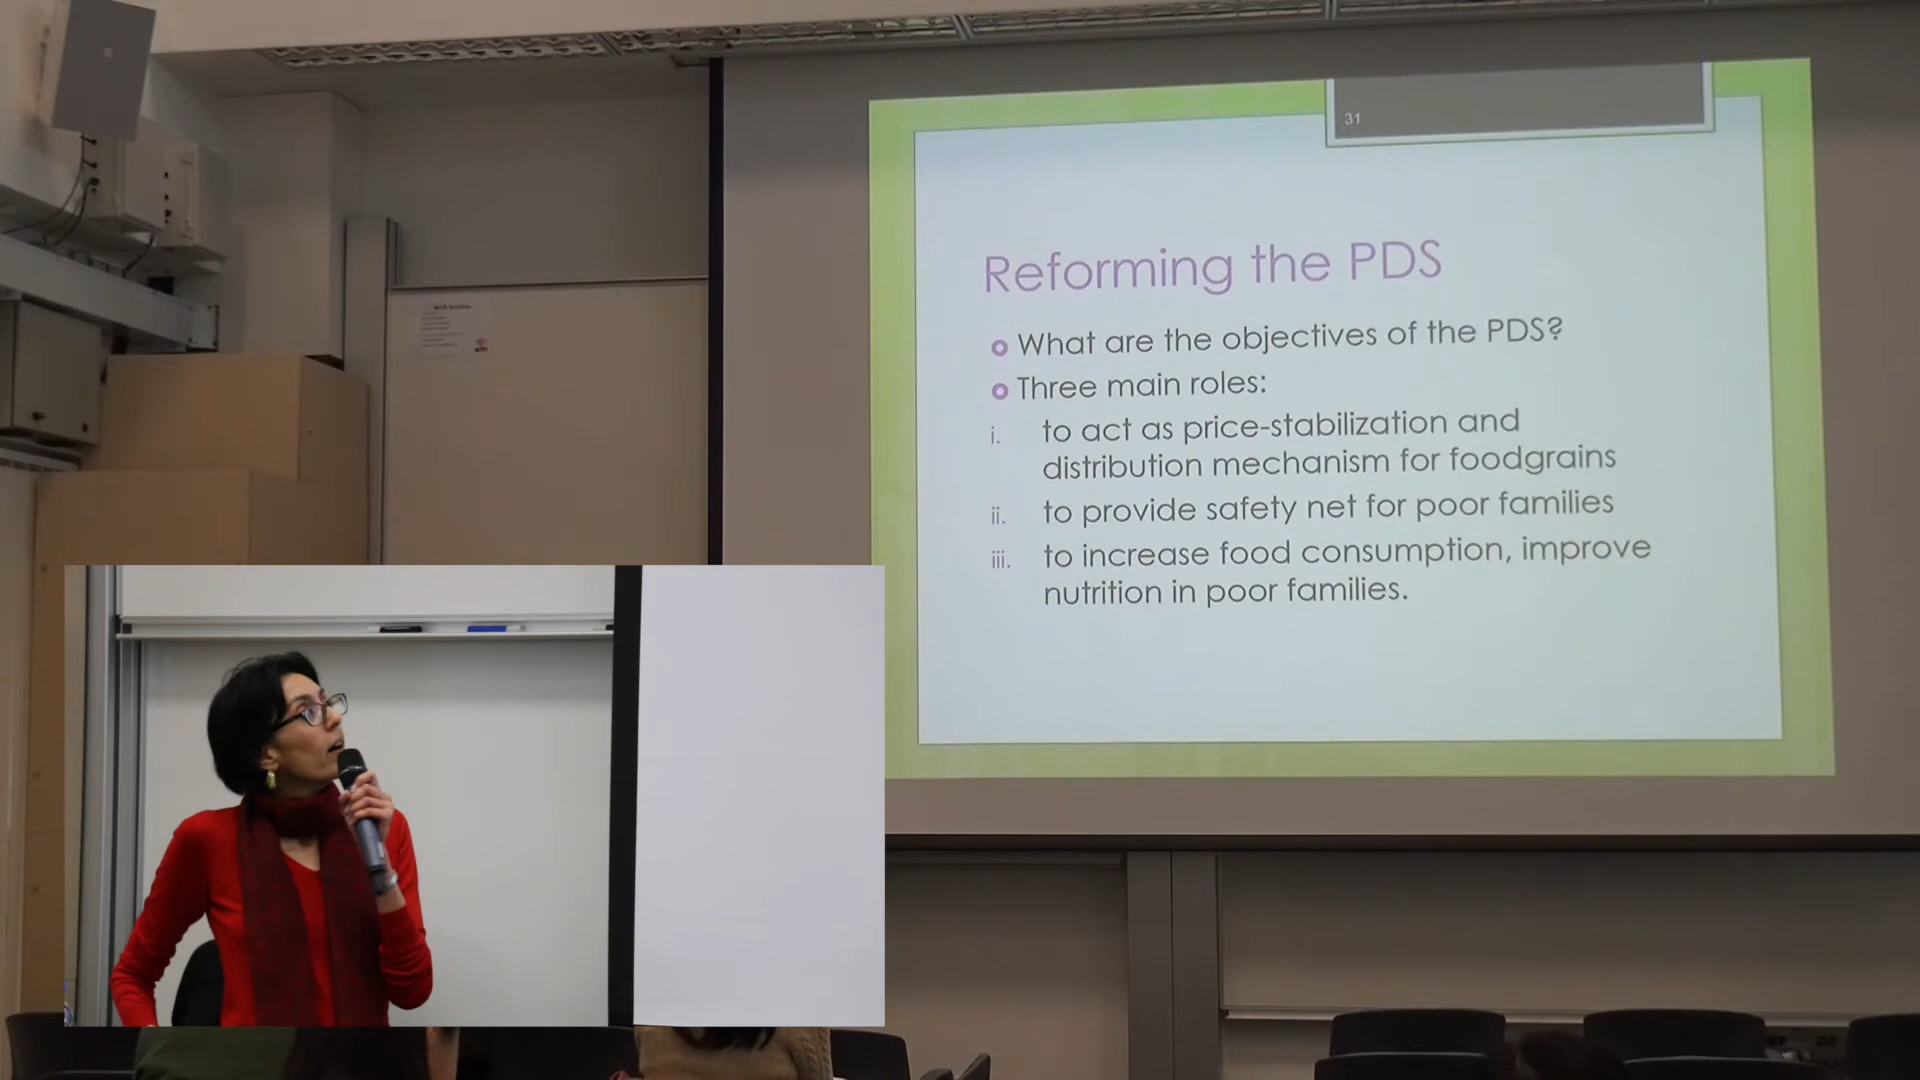 31
Reforming the PDS
What are the objectives of the PDS?
Three main roles:
i. to act as price-stabilization and
distribution mechanism for foodgrains
ii. to provide safety net for poor families
iii. to increase food consumption, improve
nutrition in poor families.